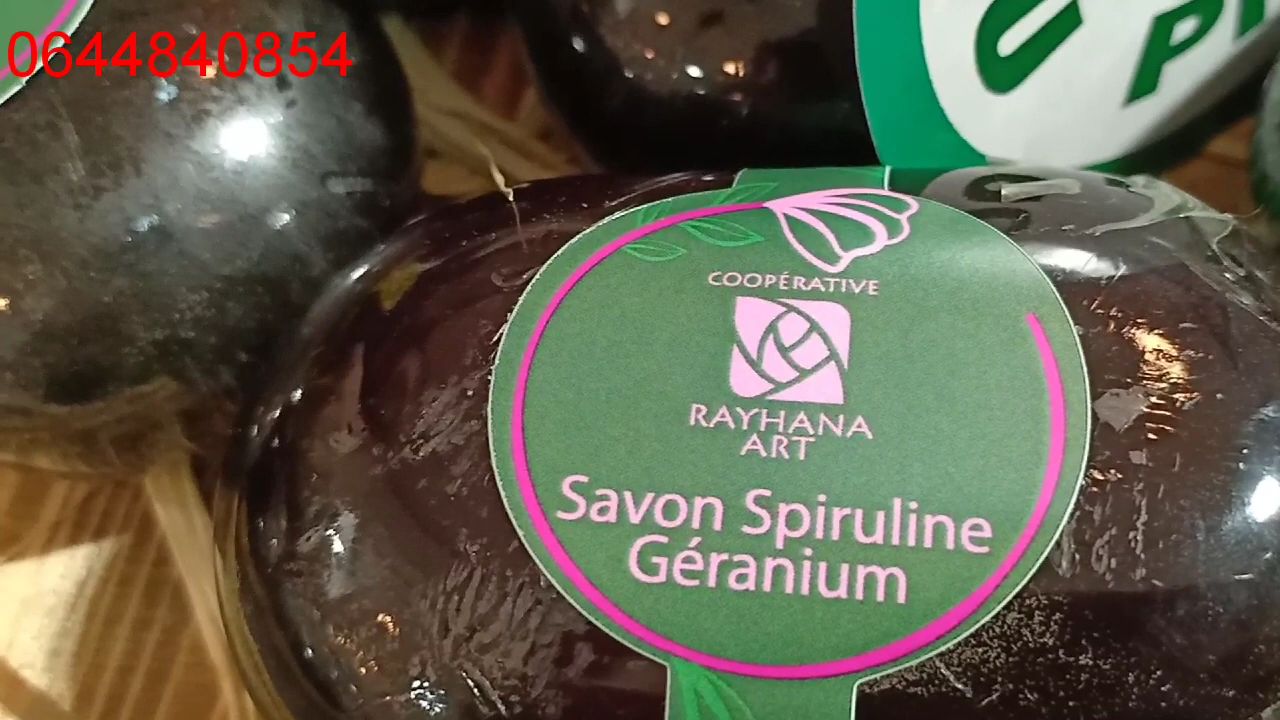 0644840854
COOPÉRATIVE
RAYHANA
ART
Savon Spiruline
Géranium